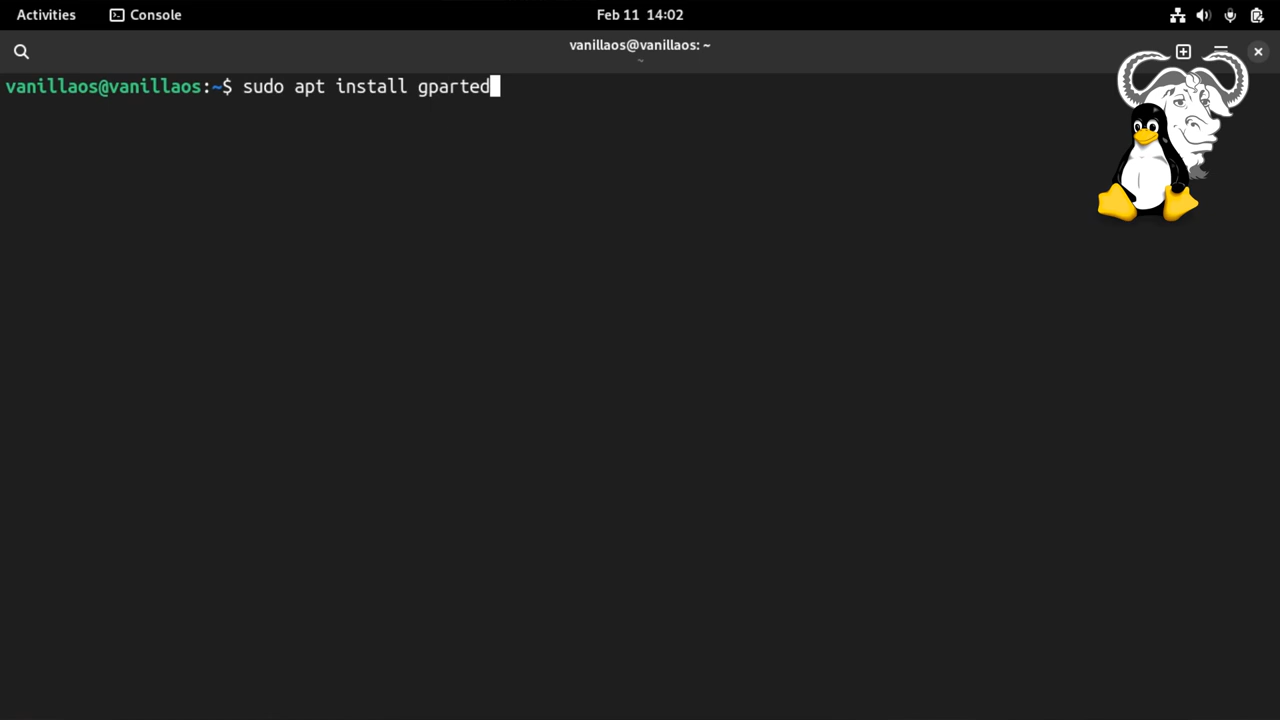 Activities Console Feb 11 14:02
vanillaos@vanillaos: ~
~
vanillaos@vanillaos:~$ sudo apt install gparted